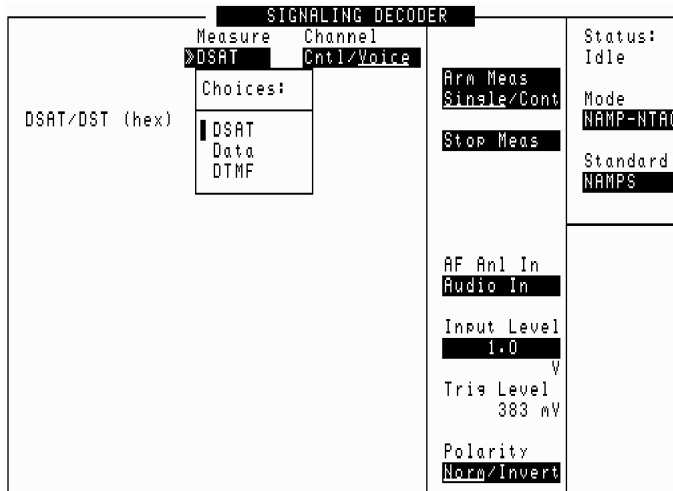 SIGNALING DECODER
Measure Channel
»DSAT Cntl/Voice
Choices:
DSAT
Data
DTMF
DSAT/DST (hex)
Arm Meas
Single/Cont
Stop Meas
AF Anl In
Audio In
Input Level
1.0
V
Trig Level
383 mV
Polarity
Norm/Invert
Status:
Idle
Mode
Standard
NAMPS